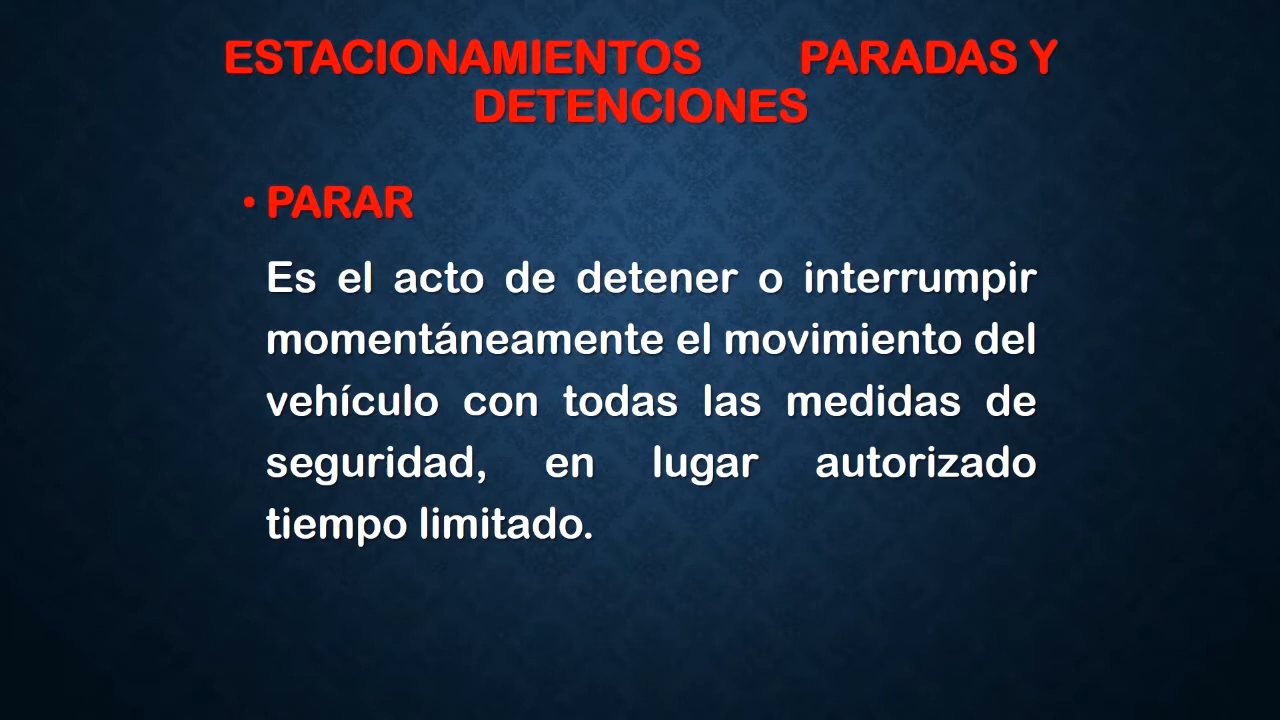 ESTACIONAMIENTOS PARADAS Y
DETENCIONES
• PARAR
Es el acto de detener o interrumpir
momentáneamente el movimiento del
vehículo con todas las medidas de
seguridad, en lugar autorizado
tiempo limitado.